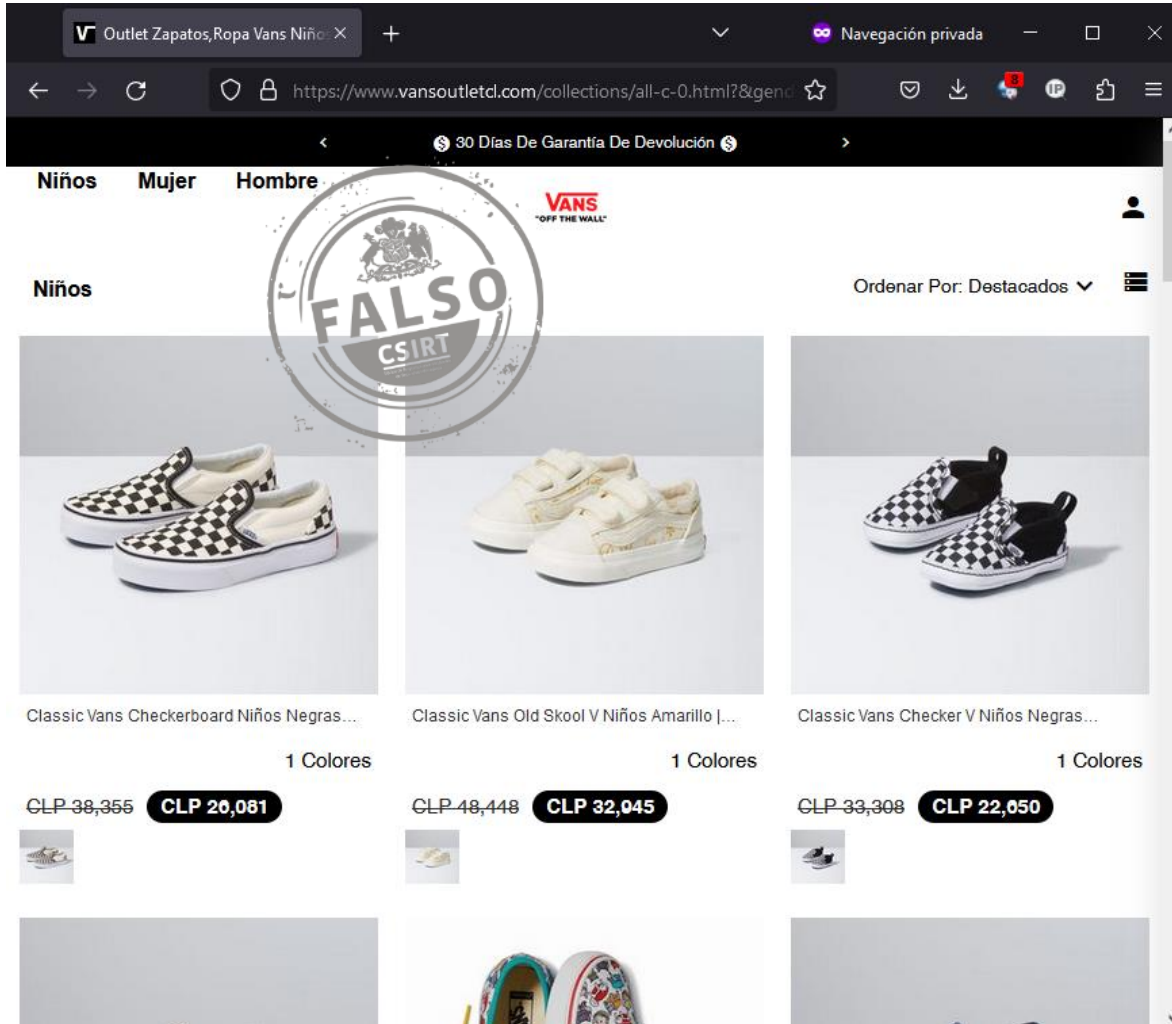 Outlet Zapatos,Ropa Vans Niño
Navegación privada
https://www.vansoutletcl.com/collections/all-c-0.html?&gend
8
IP
30 Días De Garantía De Devolución
Niños Mujer Hombre
VANS
"OFF THE WALL"
FALSO
CSIRT
Niños
Ordenar Por: Destacados
Classic Vans Checkerboard Niños Negras...
Classic Vans Old Skool V Niños Amarillo |...
Classic Vans Checker V Niños Negras...
1 Colores
1 Colores
1 Colores
CLP 38,355 CLP 26,081
CLP 48,448 CLP 32,945
CLP 33,308 CLP 22,650